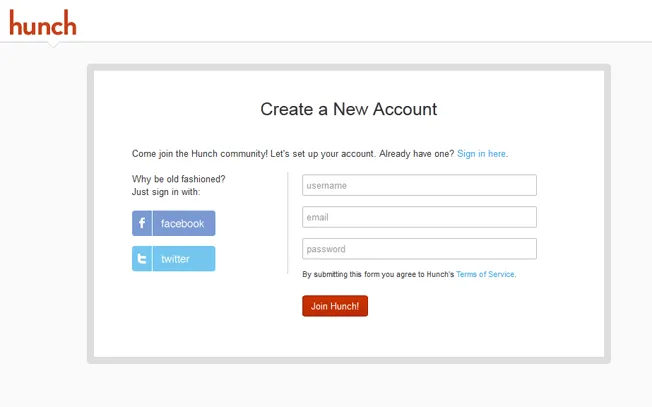 hunch
Create a New Account
Come join the Hunch community! Let's set up your account. Already have one? Sign in here.
Why be old fashioned?
Just sign in with:
facebook
twitter
username
email
password
By submitting this form you agree to Hunch's Terms of Service.
Join Hunch!